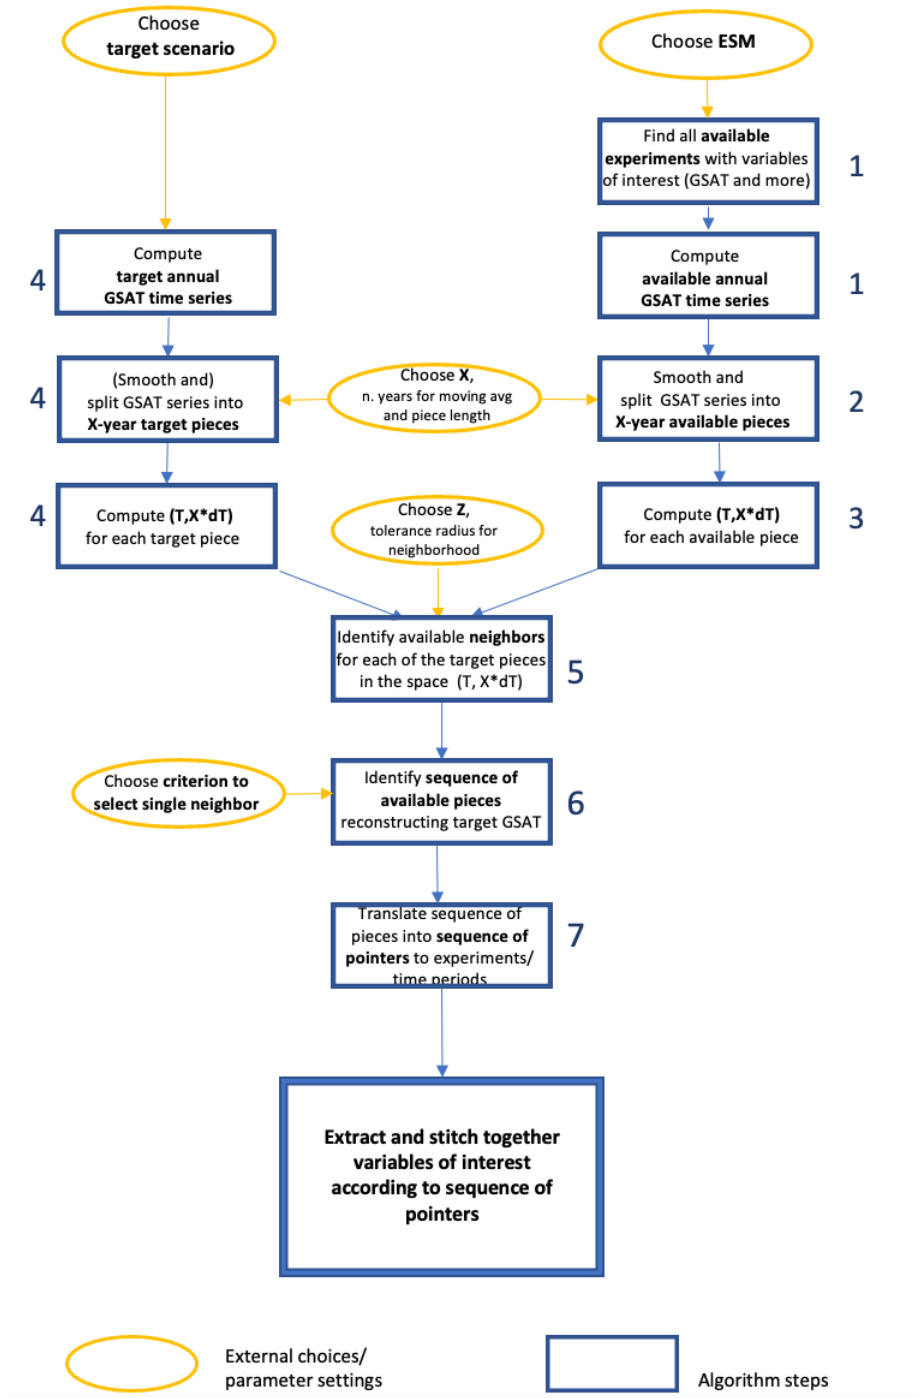 Choose
target scenario
Choose ESM
Find all available
experiments with variables
of interest (GSAT and more)
1
Compute
target annual
GSAT time series
4
Compute
available annual
GSAT time series
1
(Smooth and)
split GSAT series into
X-year target pieces
4
Choose X,
n. years for moving avg
and piece length
Smooth and
split GSAT series into
X-year available pieces
2
4
Compute (T,X*dT)
for each target piece
Choose Z,
tolerance radius for
neighborhood
Compute (T,X*dT)
for each available piece
3
Identify available neighbors
for each of the target pieces
in the space (T, X*dT)
5
Choose criterion to
select single neighbor
Identify sequence of
available pieces
reconstructing target GSAT
6
Translate sequence of
pieces into sequence of
pointers to experiments/
time periods
7
Extract and stitch together
variables of interest
according to sequence of
pointers
External choices/
parameter settings
Algorithm steps